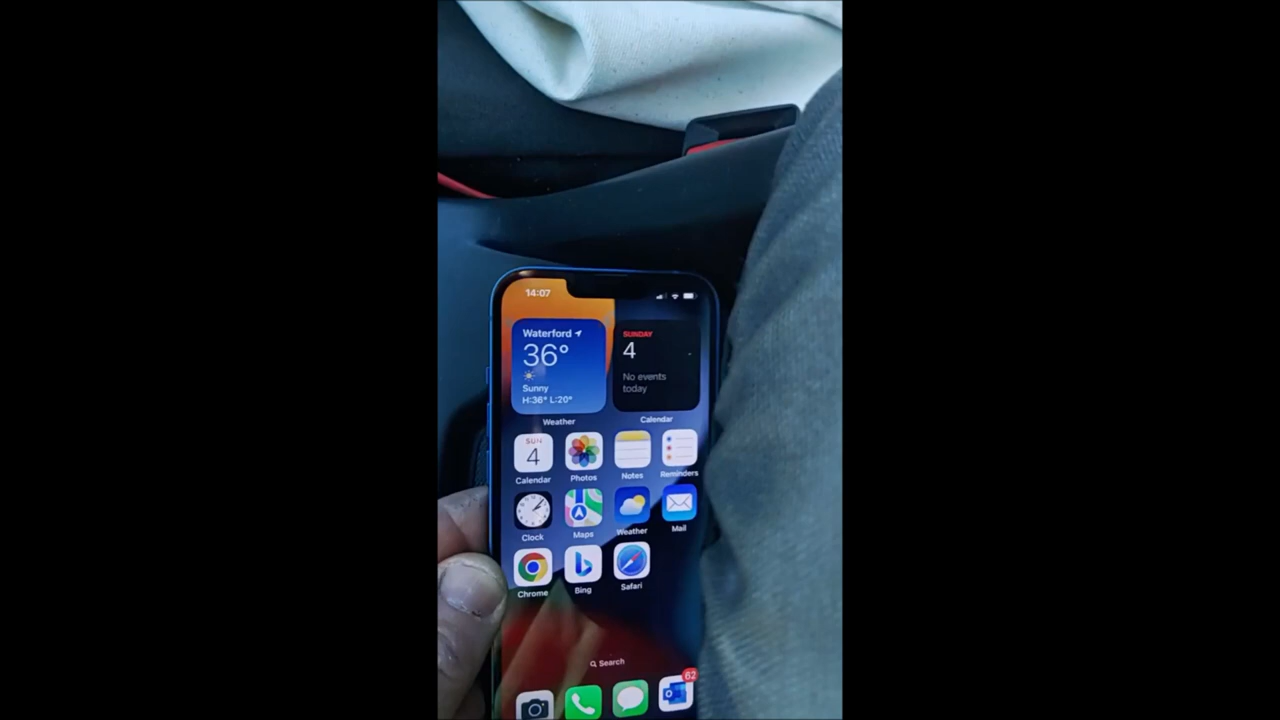 14:07
Waterford
36°
Sunny
H:36° L:20°
Weather
SUNDAY
4
No events
today
Calendar
SUN
4
Calendar
Photos
Notes
Reminders
Clock
Maps
Weather
Mail
Chrome
Bing
Safari
Search
62